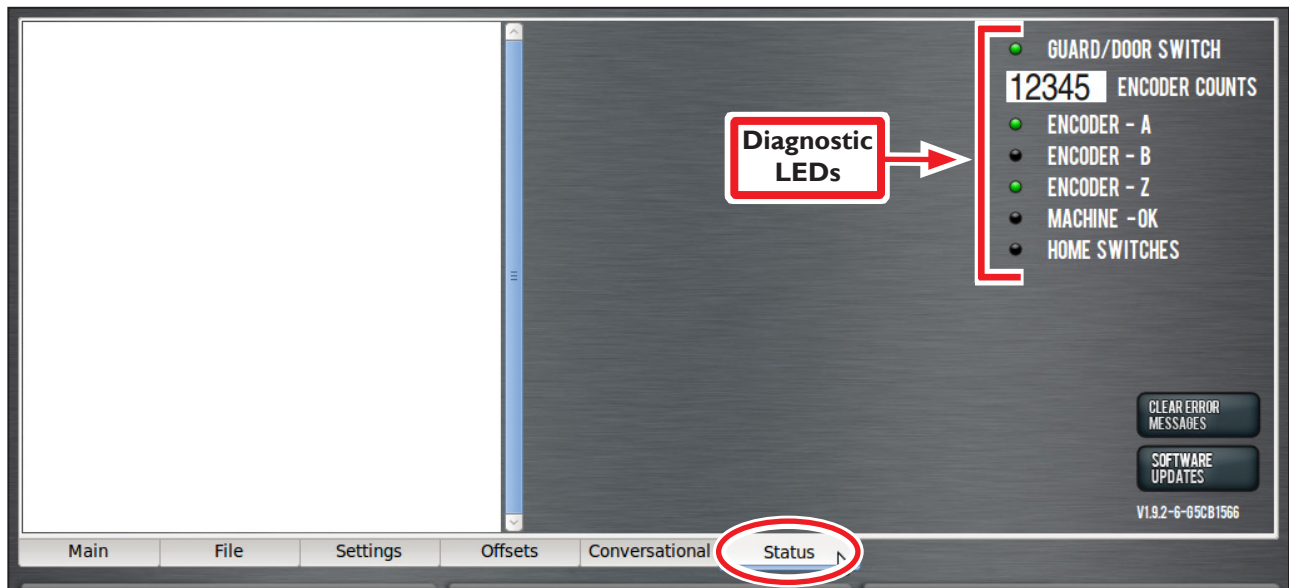 GUARD/DOOR SWITCH
12345 ENCODER COUNTS
ENCODER - A
ENCODER - B
ENCODER - Z
MACHINE -OK
HOME SWITCHES
Diagnostic
LEDs
CLEAR ERROR
MESSAGES
SOFTWARE
UPDATES
V1.9.2-6-G5CB1566
Main File Settings Offsets Conversational Status